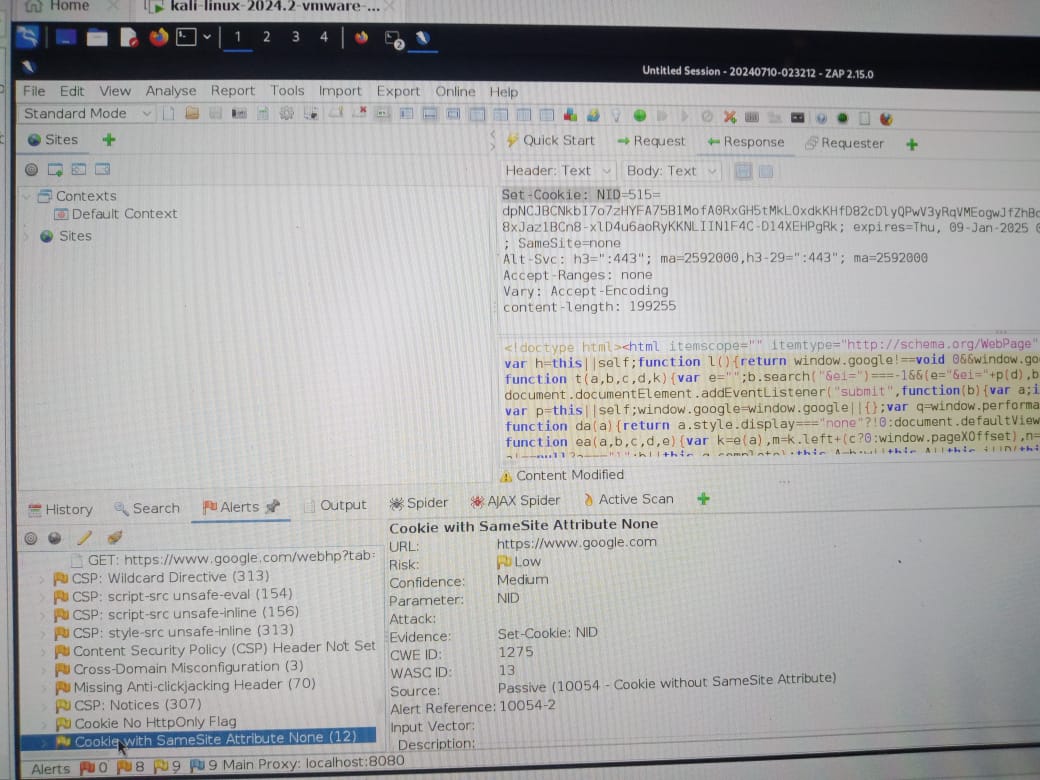 Home
kali-linux-2024.2-vmware-...
1 2 3 4
2
Untitled Session - 20240710-023212 - ZAP 2.15.0
File Edit View Analyse Report Tools Import Export Online Help
Standard Mode
Sites
Quick Start Request Response Requester
Header: Text Body: Text
Contexts
Default Context
Sites
Set-Cookie: NID=515=
; SameSite=none
Alt-Svc: h3=":443"; ma=2592000,h3-29=":443"; ma=2592000
Accept-Ranges: none
Vary: Accept-Encoding
content-length: 199255
<!doctype html><html itemscope="" itemtype="http://schema.org/WebPage"
var h=this||self;function l(){return window.google!==void 0&&window.go
function t(a,b,c,d,k){var e="";b.search("&ei=")===-1&&(e="&ei="+p(d),b
document.documentElement.addEventListener("submit",function(b){var a;i
var p=this||self;window.google=window.google||{};var q=window.performa
function da(a){return a.style.display==="none"?!0:document.defaultView
function ea(a,b,c,d,e){var k=e(a),m=k.left+(c?0:window.pageXOffset),n=
Content Modified
History Search Alerts Output Spider AJAX Spider Active Scan
GET: https://www.google.com/webhp?tab=
CSP: Wildcard Directive (313)
CSP: script-src unsafe-eval (154)
CSP: script-src unsafe-inline (156)
CSP: style-src unsafe-inline (313)
Content Security Policy (CSP) Header Not Set
Cross-Domain Misconfiguration (3)
Missing Anti-clickjacking Header (70)
CSP: Notices (307)
Cookie No HttpOnly Flag
Cookie with SameSite Attribute None (12)
Cookie with SameSite Attribute None
URL: https://www.google.com
Risk: Low
Confidence: Medium
Parameter: NID
Attack:
Evidence: Set-Cookie: NID
CWE ID: 1275
WASC ID: 13
Source: Passive (10054 - Cookie without SameSite Attribute)
Alert Reference: 10054-2
Input Vector:
Description:
Alerts 0 8 9 9 Main Proxy: localhost:8080